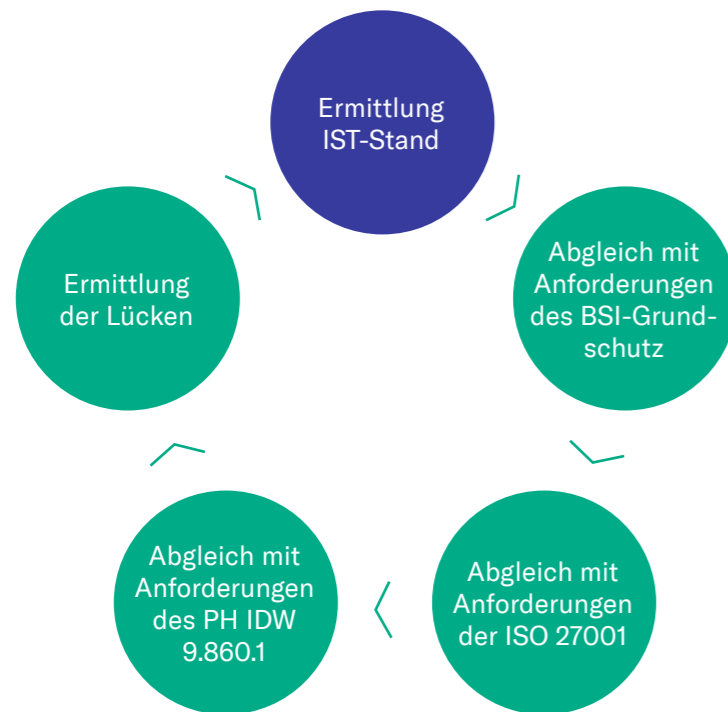 Ermittlung
IST-Stand
Abgleich mit
Anforderungen
des BSI-Grund-
schutz
Abgleich mit
Anforderungen
der ISO 27001
Abgleich mit
Anforderungen
des PH IDW
9.860.1
Ermittlung
der Lücken